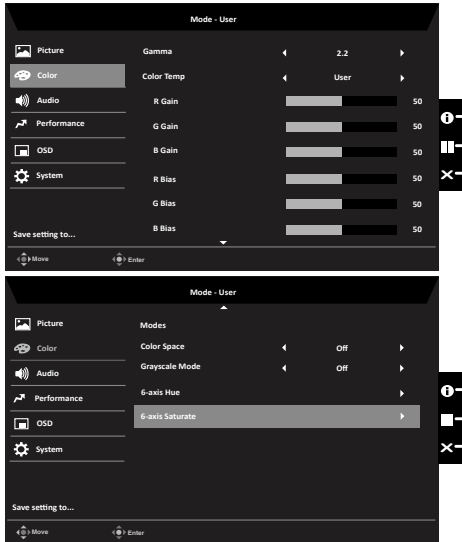 Mode - User
Picture
Gamma 2.2
Color
Color Temp User
Audio
R Gain 50
Performance
G Gain 50
OSD
B Gain 50
System
R Bias 50
G Bias 50
B Bias 50
Save setting to...
Move Enter
Mode - User
Picture
Modes
Color
Color Space Off
Grayscale Mode Off
Audio
6-axis Hue
Performance
6-axis Saturate
OSD
System
Save setting to...
Move Enter